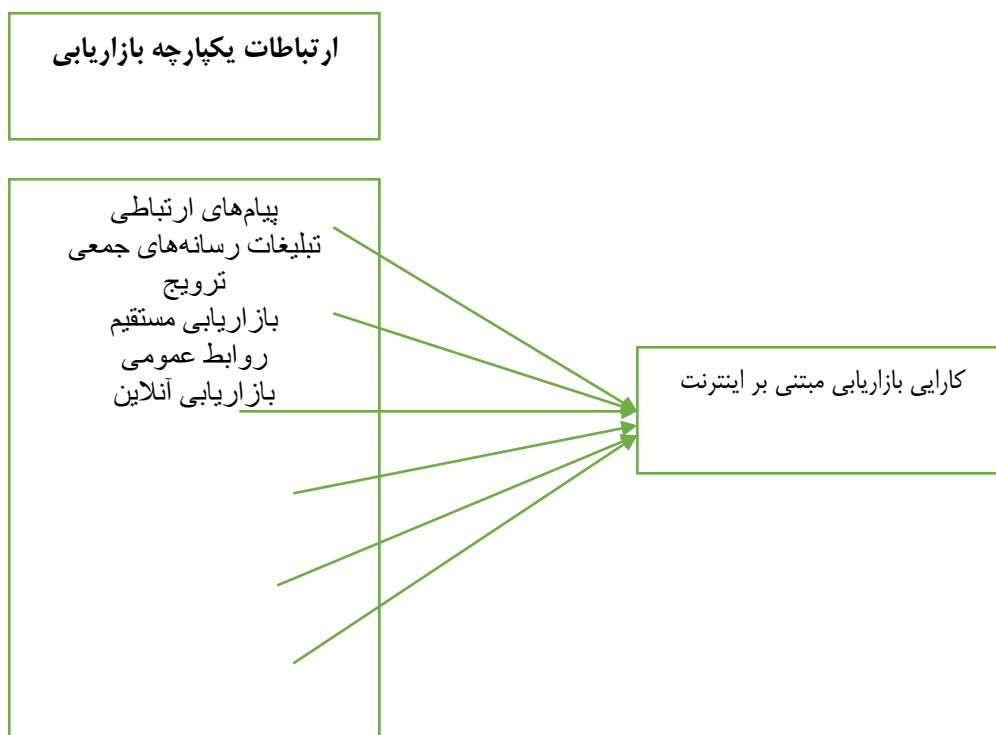 ارتباطات یکپارچه بازاریابی
پیام‌های ارتباطی
تبلیغات رسانه‌های جمعی
ترویج
بازاریابی مستقیم
روابط عمومی
بازاریابی آنلاین
کارایی بازاریابی مبتنی بر اینترنت